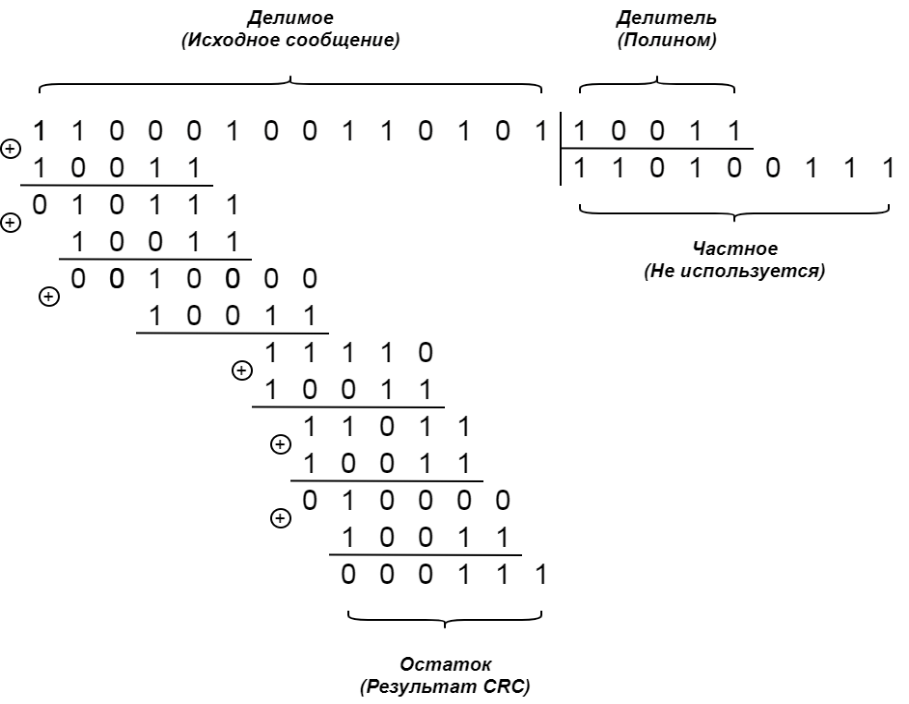 Делимое
(Исходное сообщение)
Делитель
(Полином)
1 1 0 0 0 1 0 0 1 1 0 1 0 1 1 0 0 1 1
1 0 0 1 1 1 1 0 1 0 0 1 1 1
0 1 0 1 1 1
1 0 0 1 1
Частное
(Не используется)
0 0 1 0 0 0 0
1 0 0 1 1
1 1 1 1 0
1 0 0 1 1
1 1 0 1 1
1 0 0 1 1
0 1 0 0 0 0
1 0 0 1 1
0 0 0 1 1 1
Остаток
(Результат CRC)